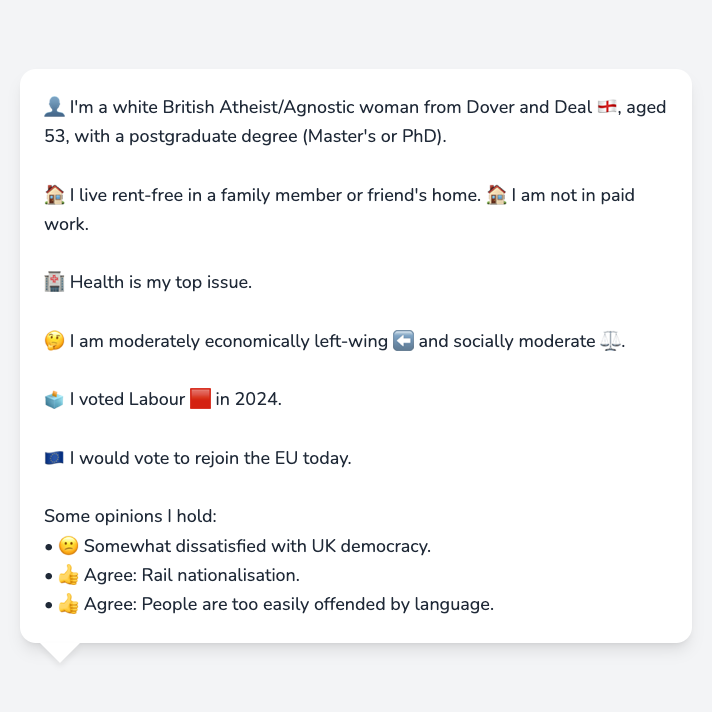 👤 I'm a white British Atheist/Agnostic woman from Dover and Deal 🏴󠁧󠁢󠁥󠁮󠁧󠁿, aged
53, with a postgraduate degree (Master's or PhD).
🏠 I live rent-free in a family member or friend's home. 🏠 I am not in paid
work.
🏥 Health is my top issue.
🤔 I am moderately economically left-wing ⬅️ and socially moderate ⚖️.
🗳️ I voted Labour 🟥 in 2024.
🇪🇺 I would vote to rejoin the EU today.
Some opinions I hold:
• 😕 Somewhat dissatisfied with UK democracy.
• 👍 Agree: Rail nationalisation.
• 👍 Agree: People are too easily offended by language.